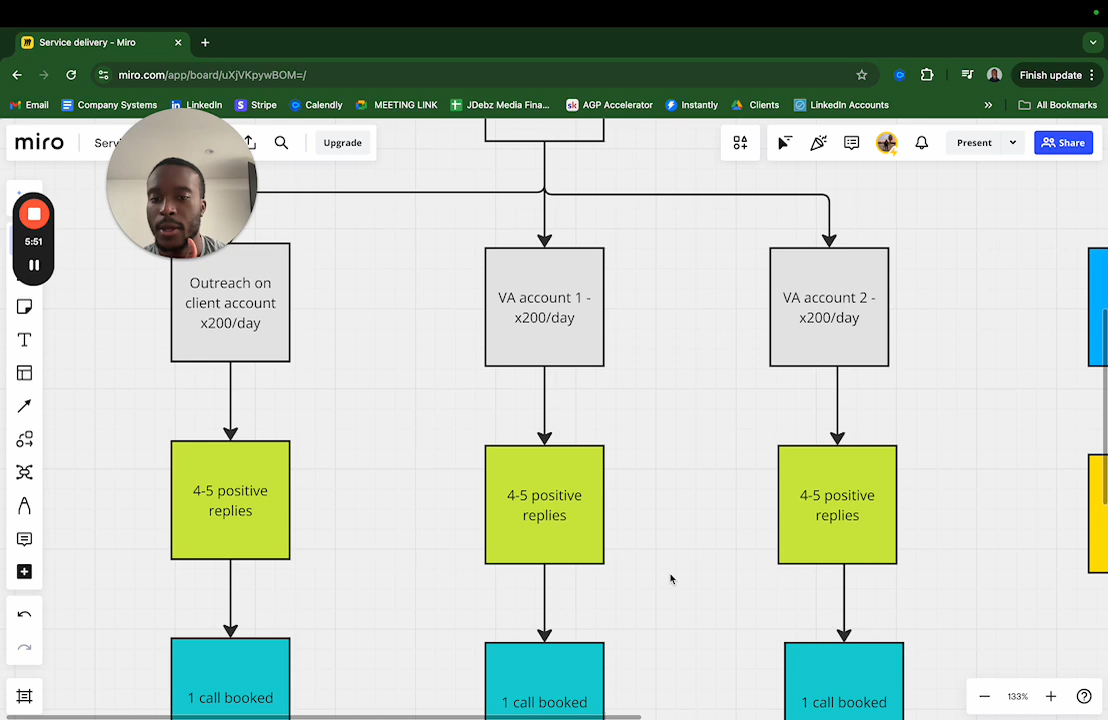 Service delivery - Miro
miro.com/app/board/uXjVKpywBOM=/
Finish update
Email
Company Systems
LinkedIn
Stripe
Calendly
MEETING LINK
JDebz Media Fina...
AGP Accelerator
Instantly
Clients
LinkedIn Accounts
All Bookmarks
miro
Servi
Upgrade
Present
Share
5:51
Outreach on
client account
x200/day
VA account 1 -
x200/day
VA account 2 -
x200/day
4-5 positive
replies
4-5 positive
replies
4-5 positive
replies
1 call booked
1 call booked
1 call booked
133%